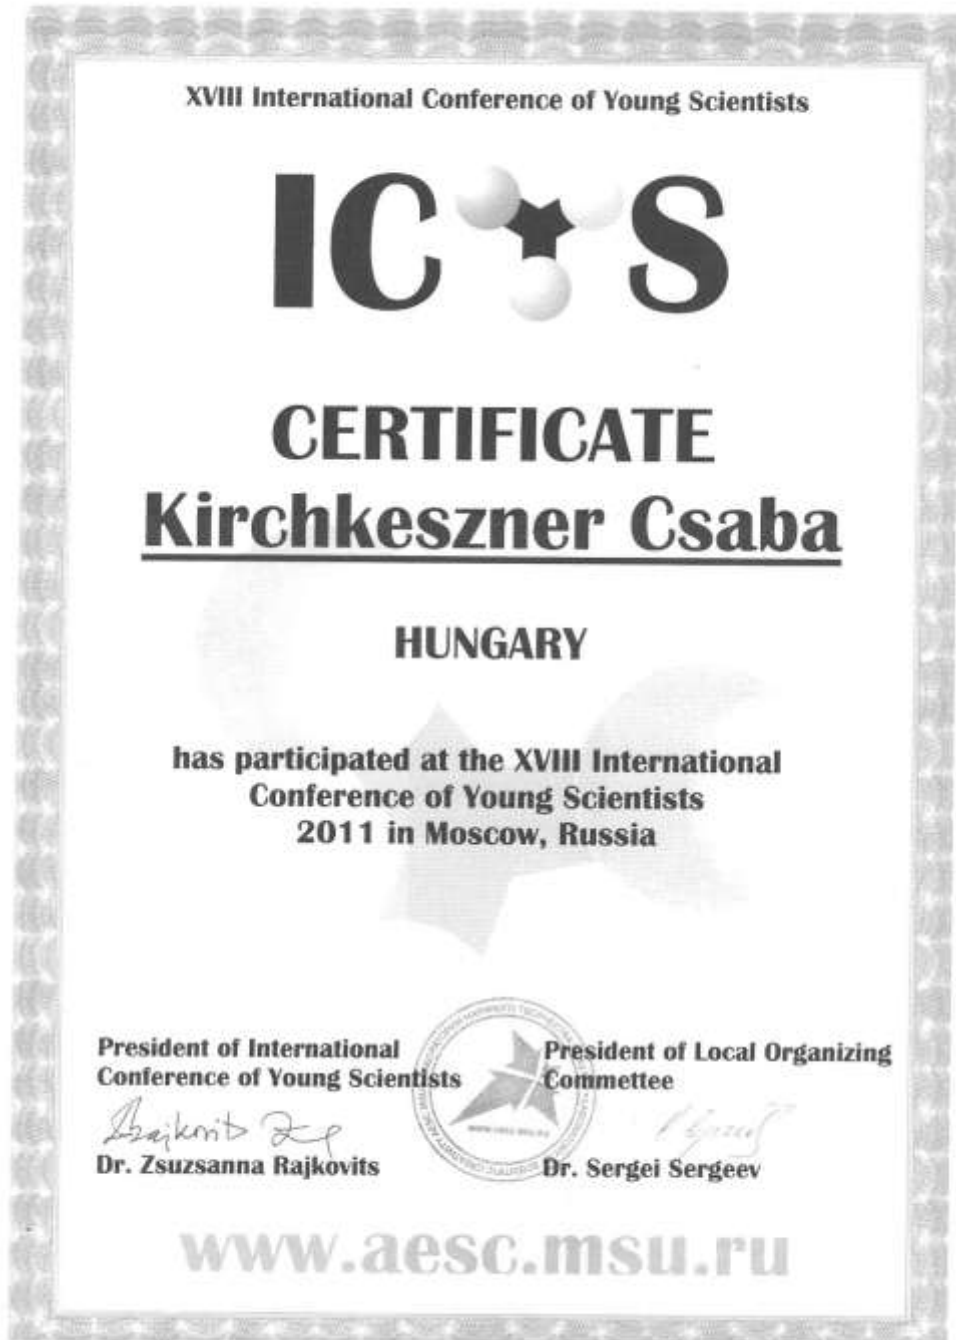 XVIII International Conference of Young Scientists
ICYS
CERTIFICATE
Kirchkeszner Csaba
HUNGARY
has participated at the XVIII International
Conference of Young Scientists
2011 in Moscow, Russia
President of International
Conference of Young Scientists
Dr. Zsuzsanna Rajkovits
President of Local Organizing
Commettee
Dr. Sergei Sergeev
www.aesc.msu.ru